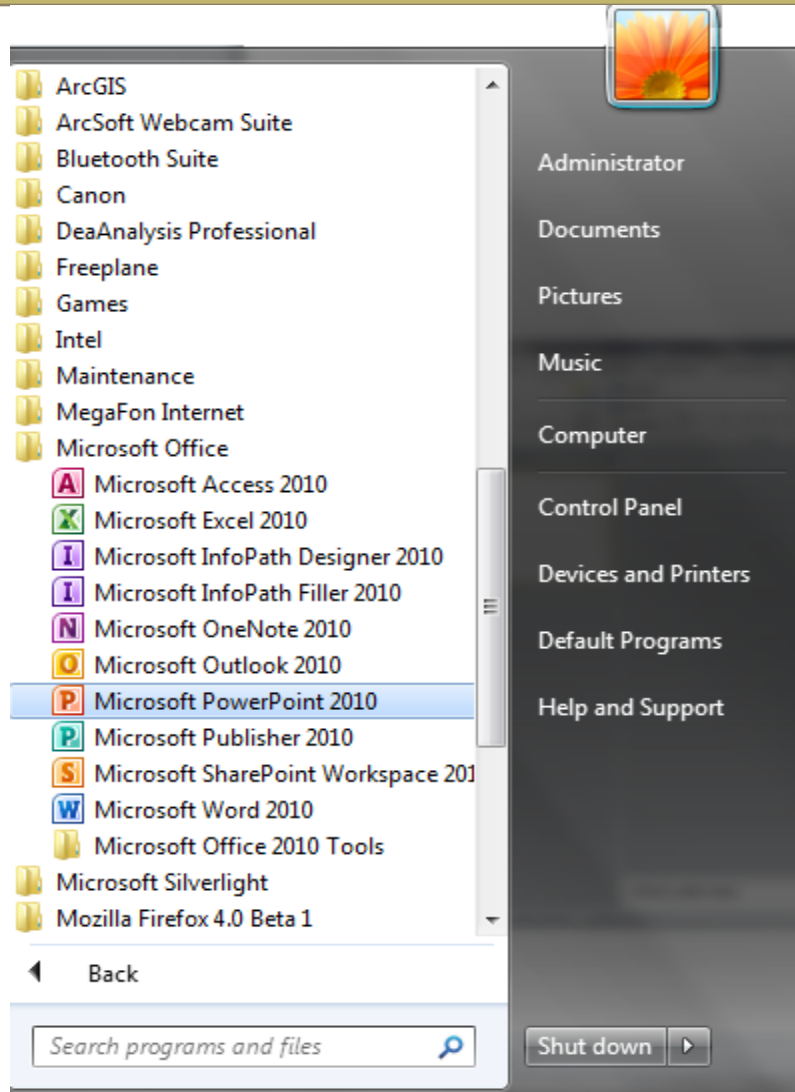 ArcGIS
ArcSoft Webcam Suite
Bluetooth Suite
Canon
DeaAnalysis Professional
Freeplane
Games
Intel
Maintenance
MegaFon Internet
Microsoft Office
Microsoft Access 2010
Microsoft Excel 2010
Microsoft InfoPath Designer 2010
Microsoft InfoPath Filler 2010
Microsoft OneNote 2010
Microsoft Outlook 2010
Microsoft PowerPoint 2010
Microsoft Publisher 2010
Microsoft SharePoint Workspace 201
Microsoft Word 2010
Microsoft Office 2010 Tools
Microsoft Silverlight
Mozilla Firefox 4.0 Beta 1
Back
Search programs and files
Administrator
Documents
Pictures
Music
Computer
Control Panel
Devices and Printers
Default Programs
Help and Support
Shut down